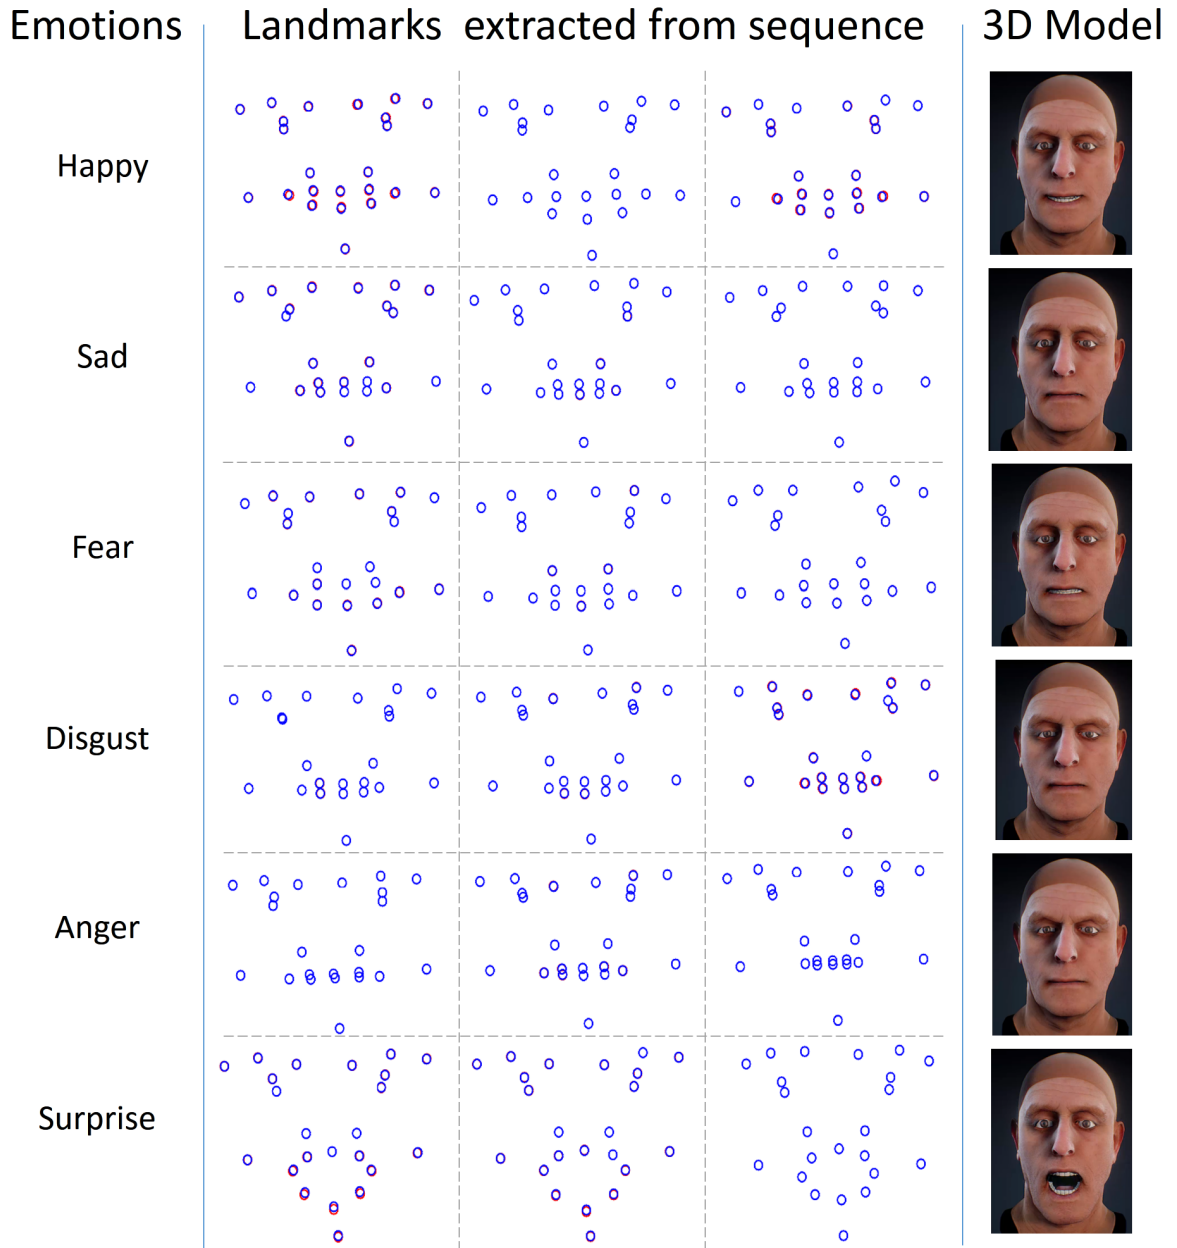 Emotions Landmarks extracted from sequence 3D Model
Happy
Sad
Fear
Disgust
Anger
Surprise